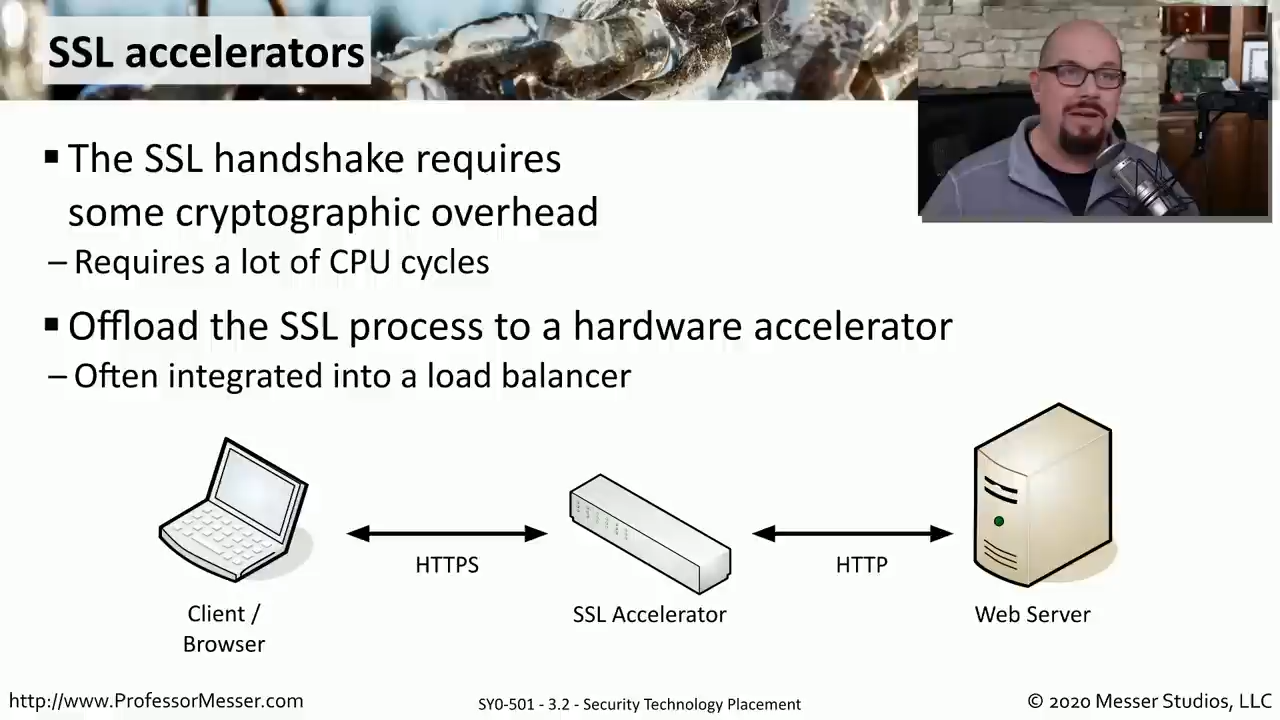 SSL accelerators
▪ The SSL handshake requires
some cryptographic overhead
– Requires a lot of CPU cycles
▪ Offload the SSL process to a hardware accelerator
– Often integrated into a load balancer
HTTPS
HTTP
Client /
Browser
SSL Accelerator
Web Server
http://www.ProfessorMesser.com
SY0-501 - 3.2 - Security Technology Placement
© 2020 Messer Studios, LLC